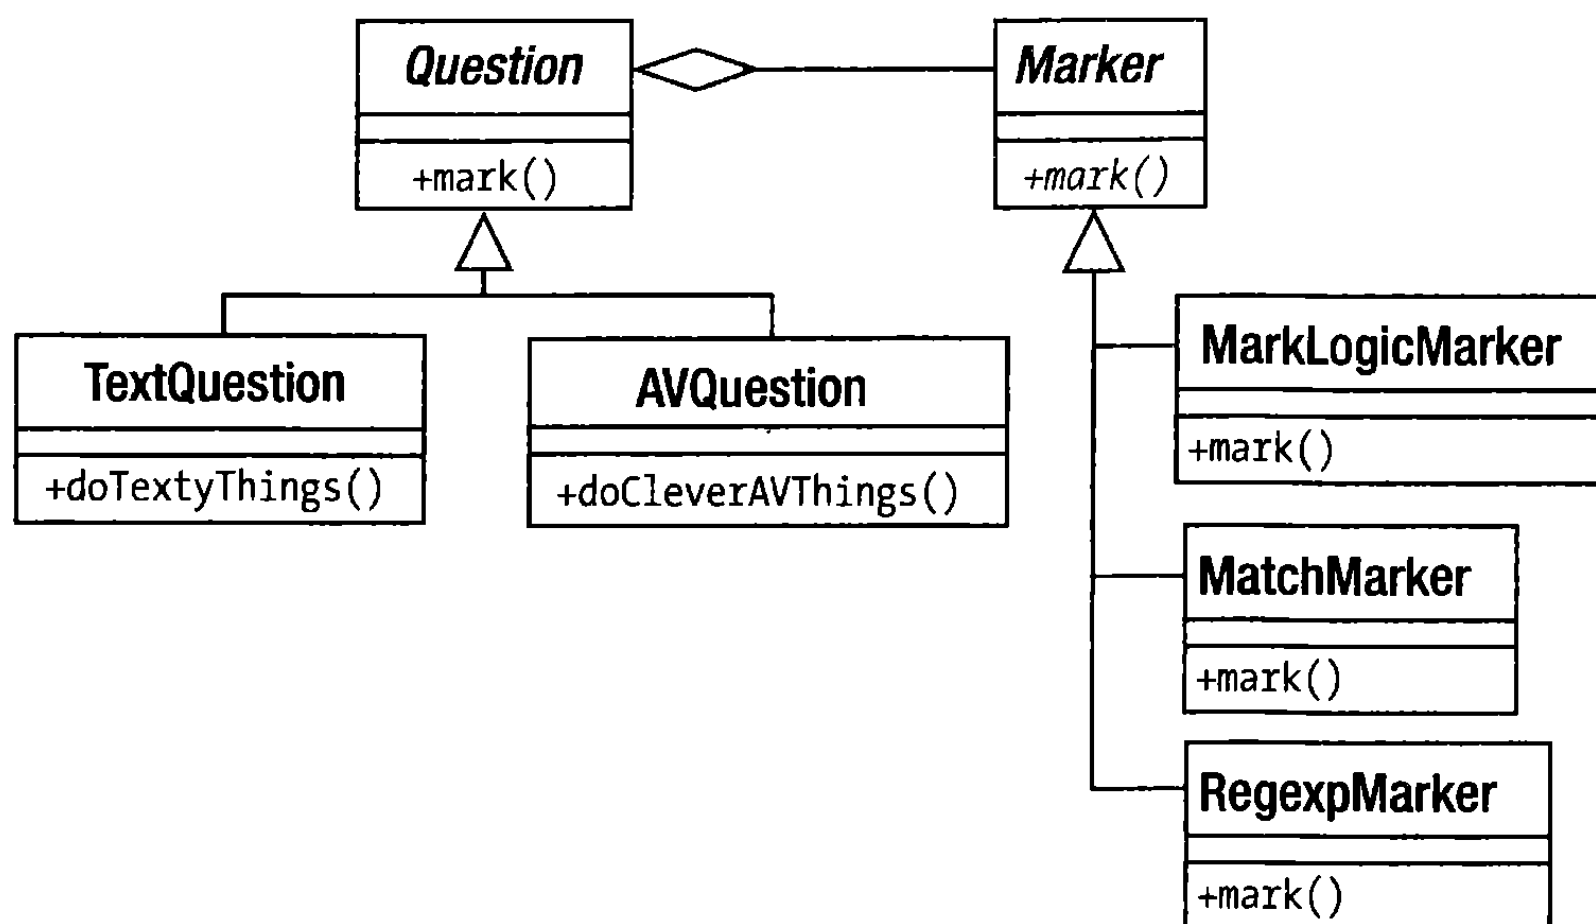 Question
+mark()
Marker
+mark()
TextQuestion
+doTextyThings()
AVQuestion
+doCleverAVThings()
MarkLogicMarker
+mark()
MatchMarker
+mark()
RegexpMarker
+mark()